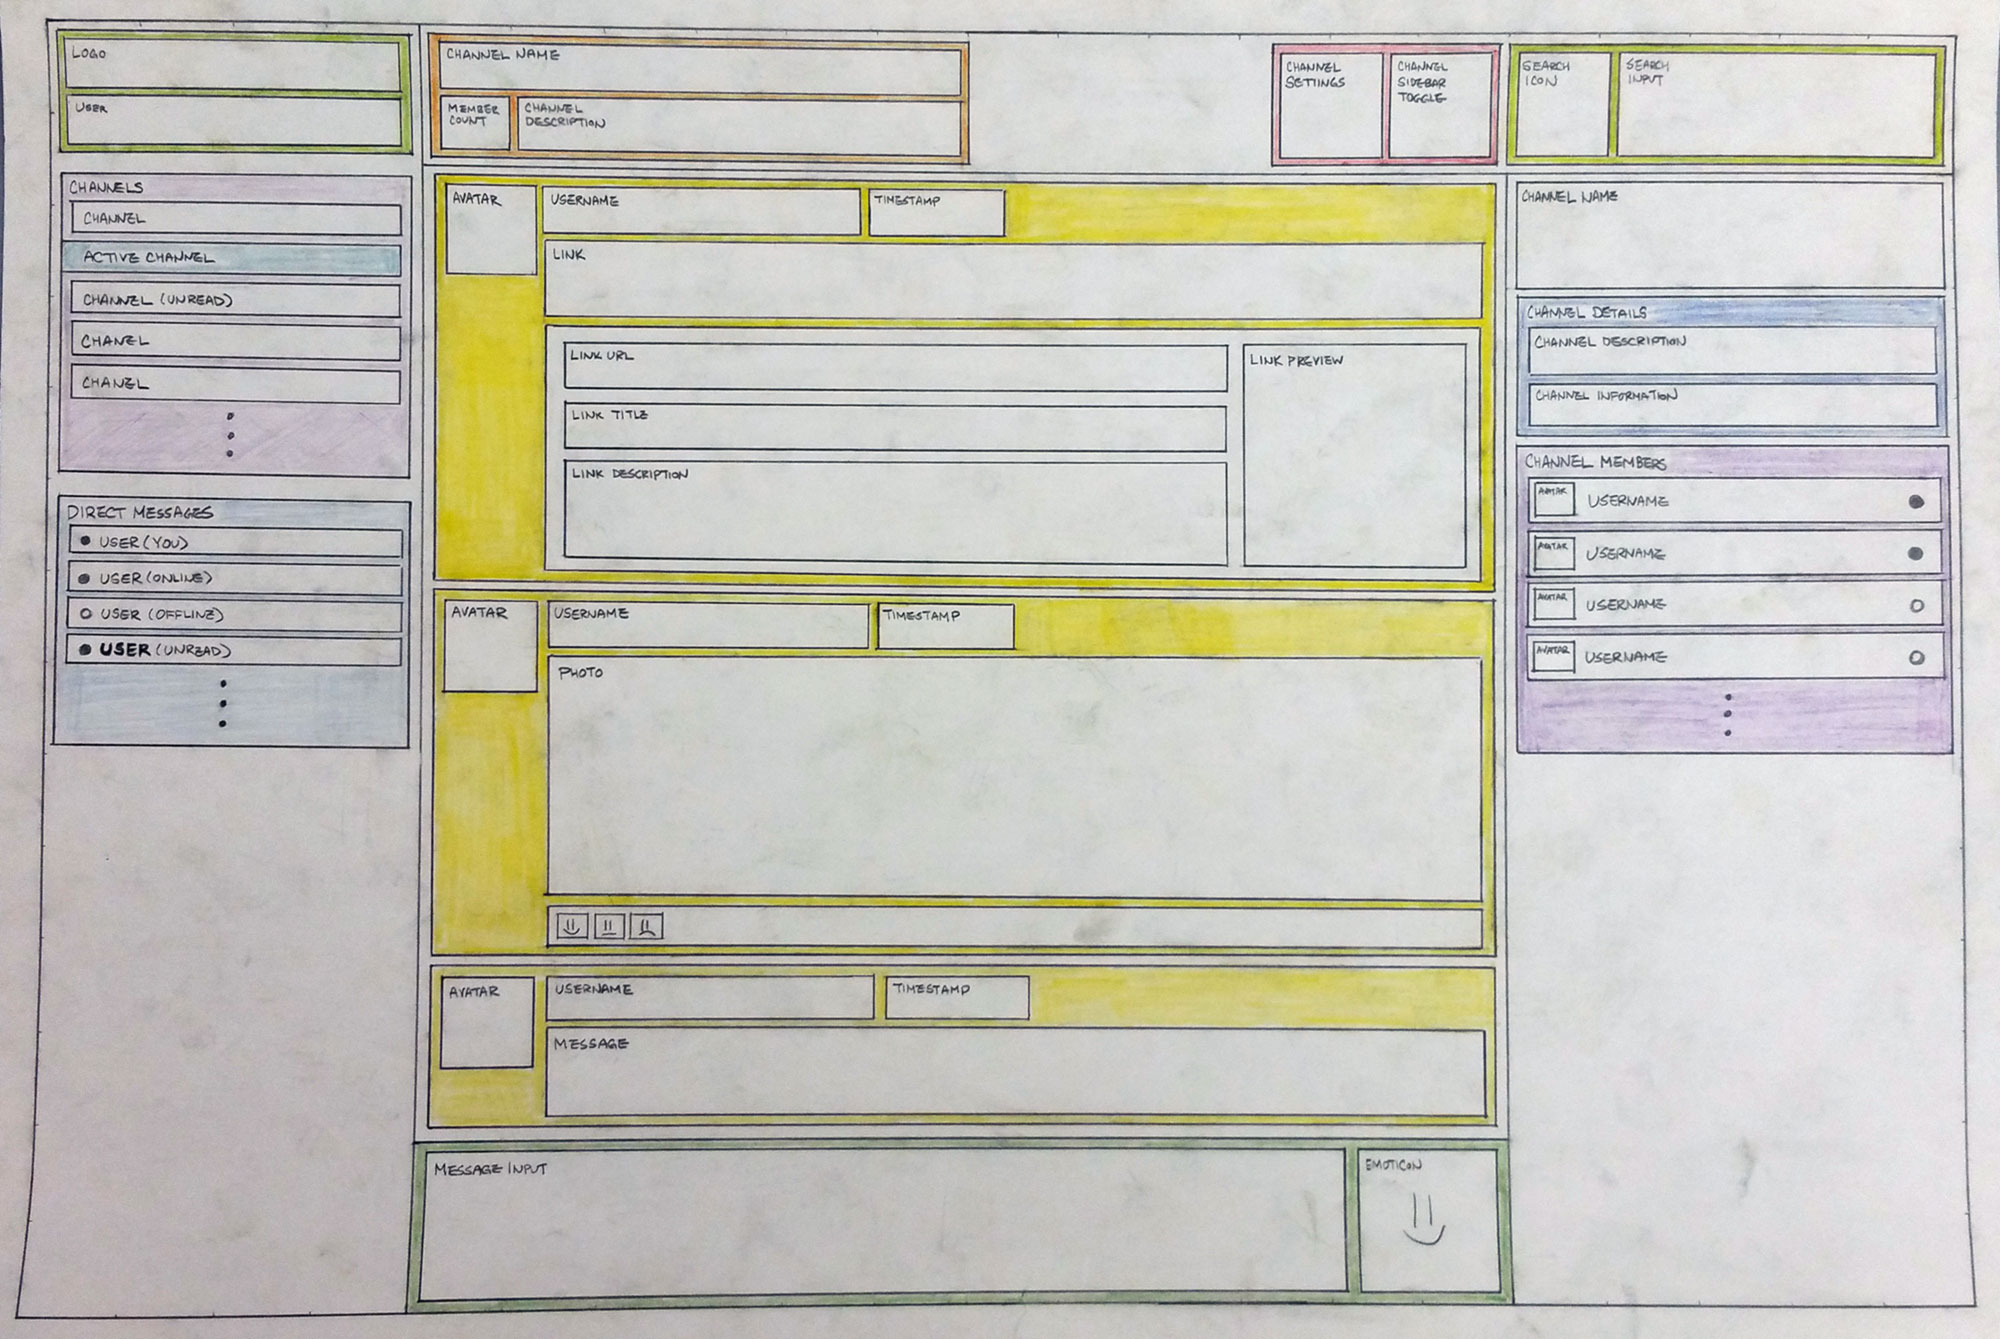 LOGO
USER
CHANNELS
CHANNEL
ACTIVE CHANNEL
CHANNEL (UNREAD)
CHANEL
CHANEL
DIRECT MESSAGES
USER (YOU)
USER (ONLINE)
USER (OFFLINE)
USER (UNREAD)
CHANNEL NAME
MEMBER
COUNT
CHANNEL
DESCRIPTION
CHANNEL
SETTINGS
CHANNEL
SIDEBAR
TOGGLE
SEARCH
ICON
SEARCH
INPUT
AVATAR
USERNAME
TIMESTAMP
LINK
LINK URL
LINK TITLE
LINK DESCRIPTION
LINK PREVIEW
AVATAR
USERNAME
TIMESTAMP
PHOTO
AVATAR
USERNAME
TIMESTAMP
MESSAGE
MESSAGE INPUT
EMOTICON
CHANNEL NAME
CHANNEL DETAILS
CHANNEL DESCRIPTION
CHANNEL INFORMATION
CHANNEL MEMBERS
AVATAR USERNAME
AVATAR USERNAME
AVATAR USERNAME
AVATAR USERNAME